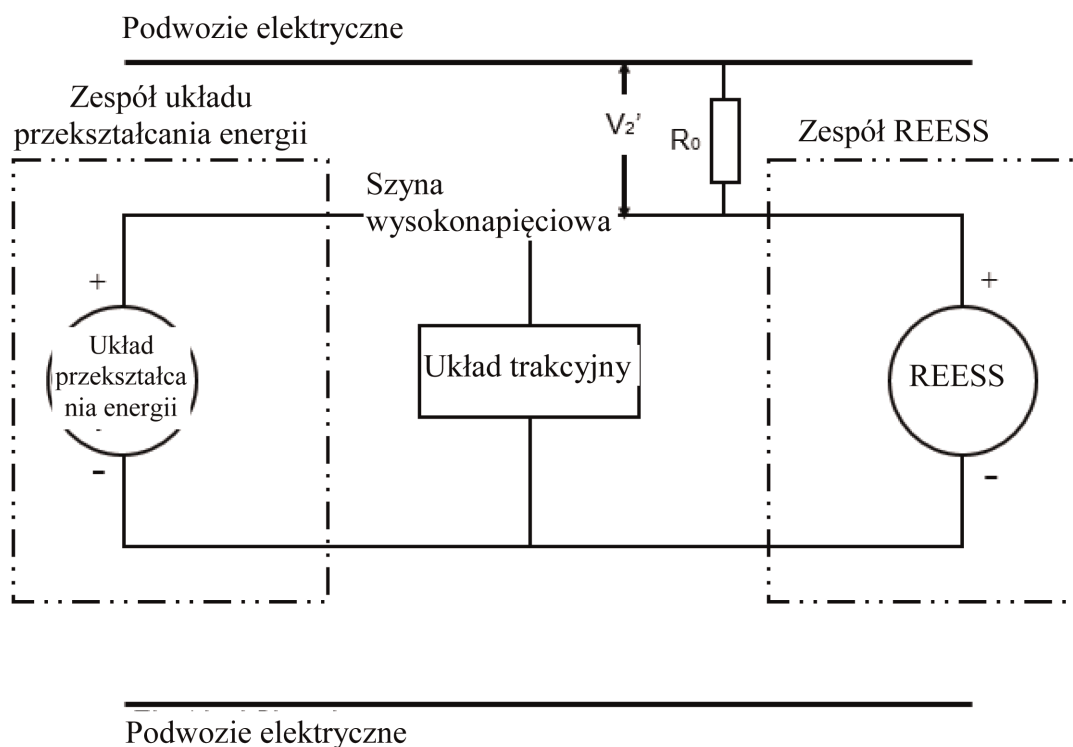 Podwozie elektryczne
Zespół układu
przekształcania energii
V₂'
R₀
Zespół REESS
Szyna
wysokonapięciowa
+
+
Układ
przekształca
nia energii
Układ trakcyjny
REESS
-
-
Podwozie elektryczne